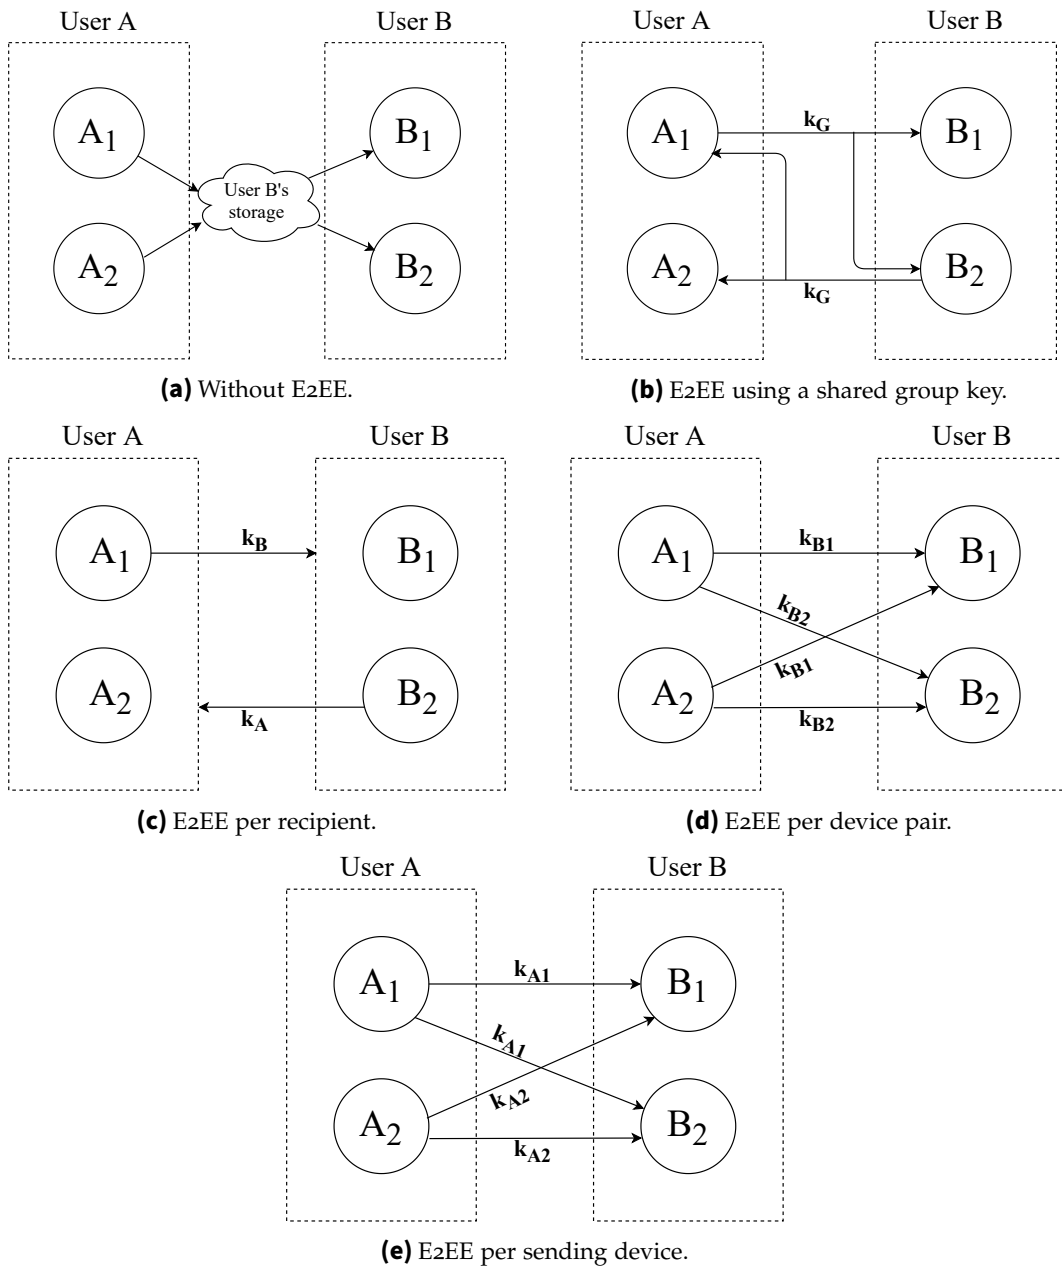 User A User B User A User B
A1 B1 kG A1 B1
User B's
storage
A2 B2 A2 B2
kG
(a) Without E2EE. (b) E2EE using a shared group key.
User A User B User A User B
kB kB1
A1 B1 A1 B1
kB2
kB1
A2 B2 A2 B2
kA kB2
(c) E2EE per recipient. (d) E2EE per device pair.
User A User B
kA1
A1 B1
kA1
kA2
A2 B2
kA2
(e) E2EE per sending device.